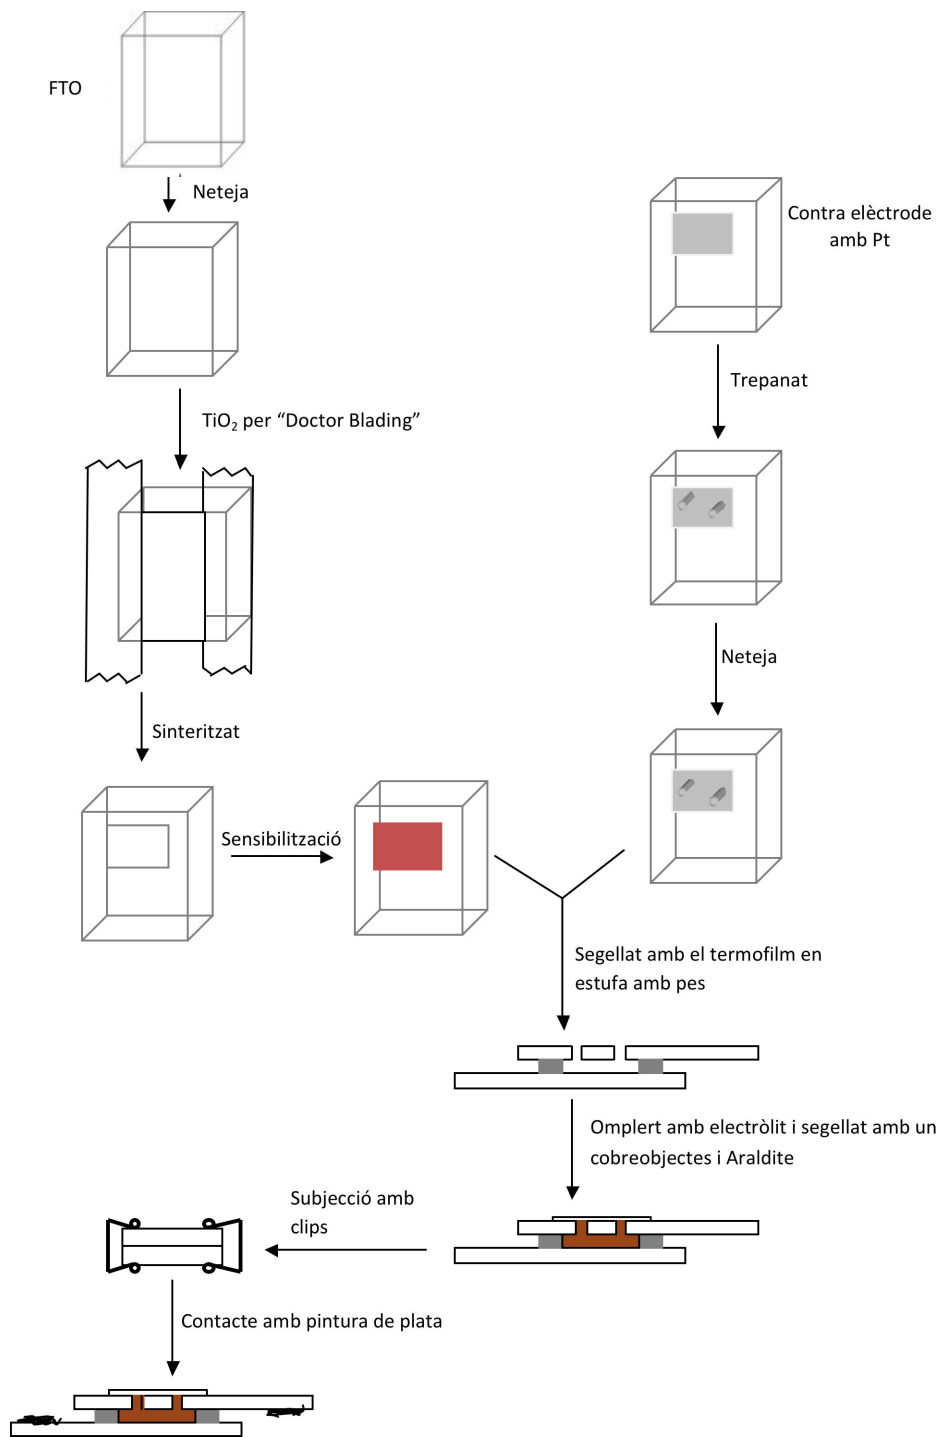 FTO
Neteja
Contra elèctrode
amb Pt
Trepanat
TiO₂ per “Doctor Blading”
Neteja
Sinteritzat
Sensibilització
Segellat amb el termofilm en
estufa amb pes
Omplert amb electròlit i segellat amb un
cobreobjectes i Araldite
Subjecció amb
clips
Contacte amb pintura de plata